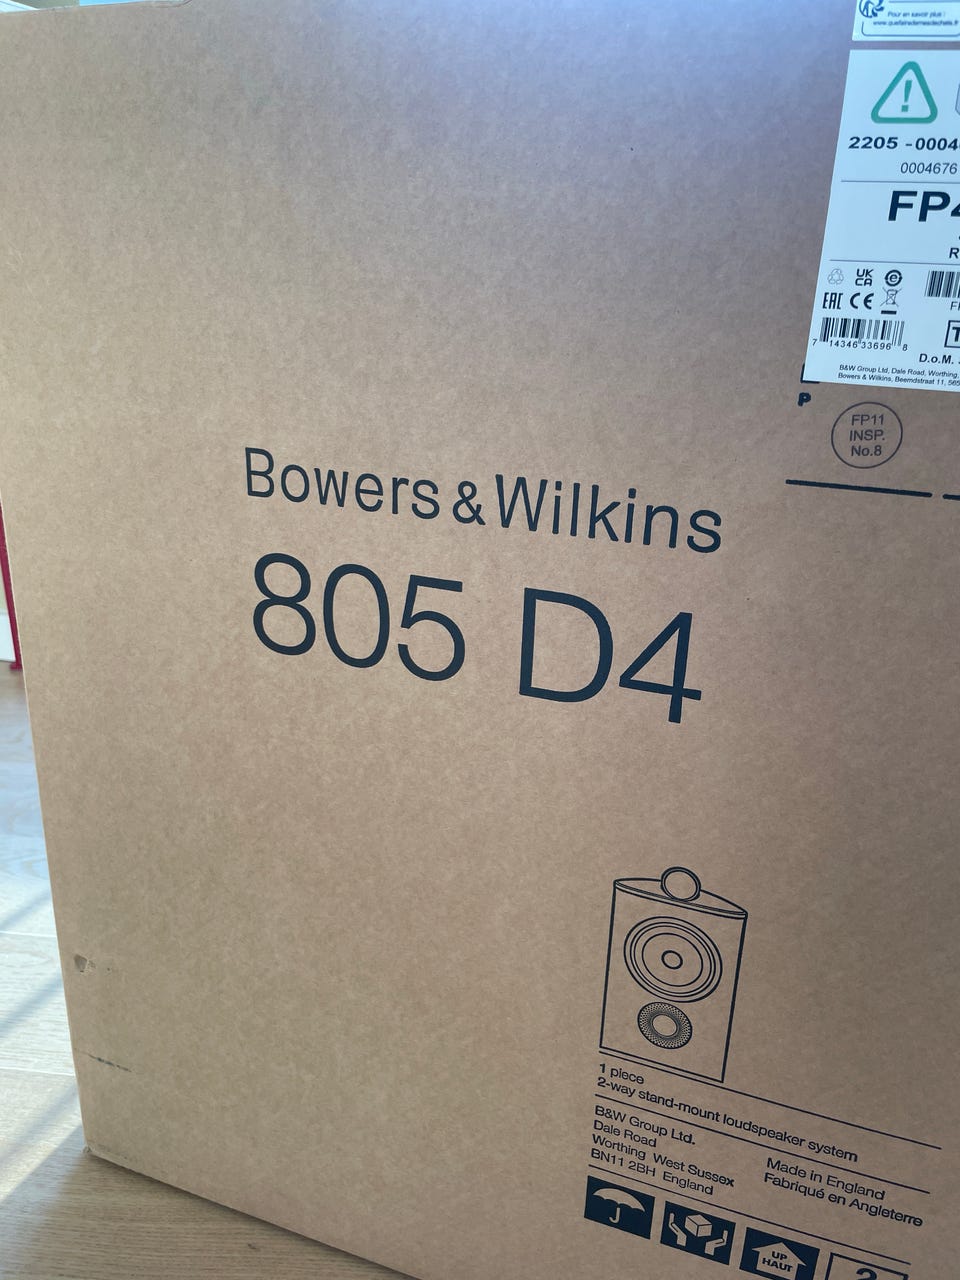 Pour en savoir plus :
www.quefairedemesdechets.fr
2205 -0004
0004676
FP4
R
UK
CA
EAC CE
7 14346 33696 8
D.o.M.
B&W Group Ltd, Dale Road, Worthing,
Bowers & Wilkins, Beemdstraat 11, 565
P
FP11
INSP.
No.8
Bowers & Wilkins
805 D4
1 piece
2-way stand-mount loudspeaker system
B&W Group Ltd.
Dale Road
Worthing West Sussex
BN11 2BH England
Made in England
Fabriqué en Angleterre
UP
HAUT